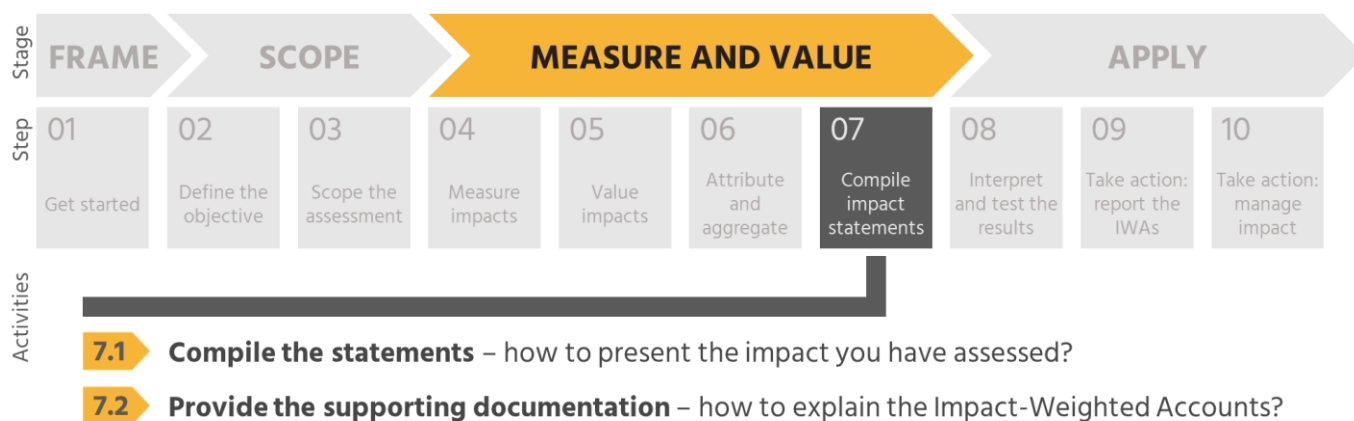 Stage
FRAME
SCOPE
MEASURE AND VALUE
APPLY
Step
01
Get started
02
Define the
objective
03
Scope the
assessment
04
Measure
impacts
05
Value
impacts
06
Attribute
and
aggregate
07
Compile
impact
statements
08
Interpret
and test the
results
09
Take action:
report the
IWAs
10
Take action:
manage
impact
Activities
7.1 Compile the statements – how to present the impact you have assessed?
7.2 Provide the supporting documentation – how to explain the Impact-Weighted Accounts?